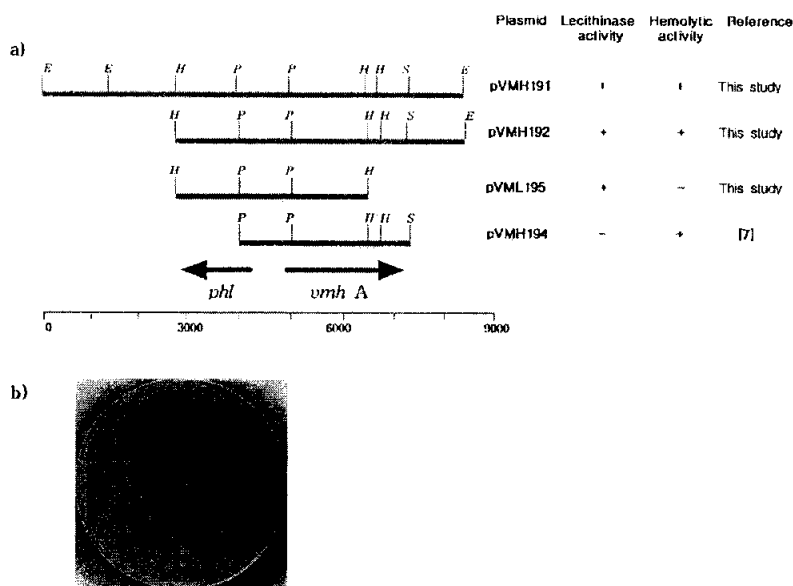 Plasmid Lecithinase activity Hemolytic activity Reference
a)
E E H P P H H S E
pVMH191 + + This study
H P P H H S E
pVMH192 + + This study
H P P H
pVML195 + − This study
P P H H S
pVMH194 − + [7]
phl vmh A
0 3000 6000 9000
b)